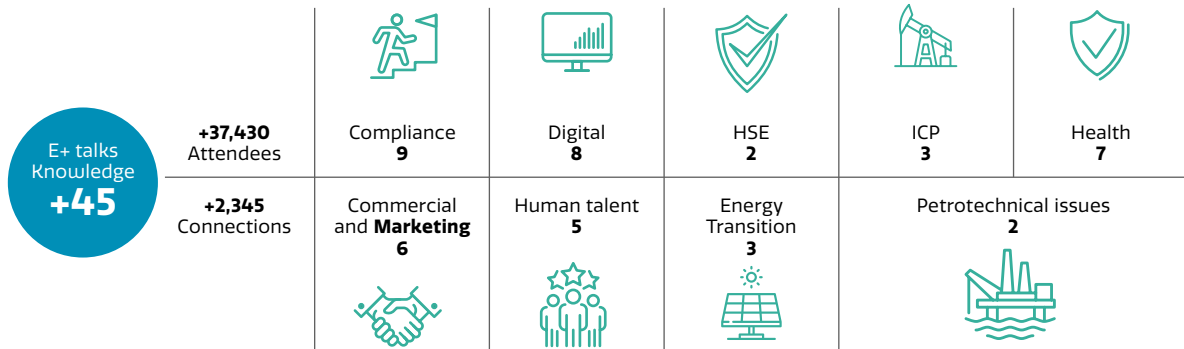 E+ talks
Knowledge
+45
+37,430
Attendees
Compliance
9
Digital
8
HSE
2
ICP
3
Health
7
+2,345
Connections
Commercial
and Marketing
6
Human talent
5
Energy
Transition
3
Petrotechnical issues
2